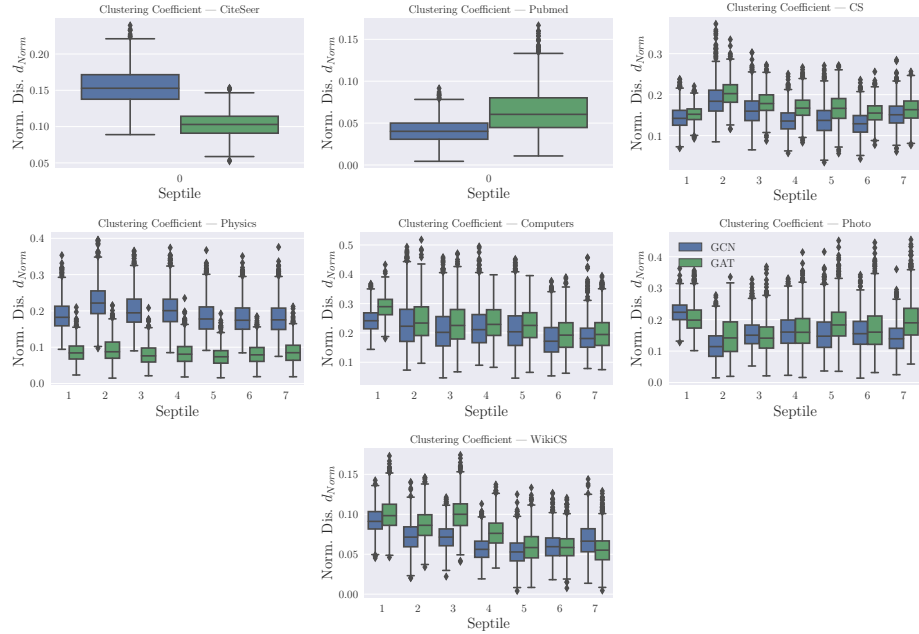 Clustering Coefficient — CiteSeer
Norm. Dis. d_Norm
0.20
0.15
0.10
0.05
0
Septile
Clustering Coefficient — Pubmed
Norm. Dis. d_Norm
0.15
0.10
0.05
0.00
0
Septile
Clustering Coefficient — CS
Norm. Dis. d_Norm
0.3
0.2
0.1
1 2 3 4 5 6 7
Septile
Clustering Coefficient — Physics
Norm. Dis. d_Norm
0.4
0.3
0.2
0.1
0.0
1 2 3 4 5 6 7
Septile
Clustering Coefficient — Computers
Norm. Dis. d_Norm
0.5
0.4
0.3
0.2
0.1
1 2 3 4 5 6 7
Septile
Clustering Coefficient — Photo
GCN
GAT
Norm. Dis. d_Norm
0.4
0.3
0.2
0.1
0.0
1 2 3 4 5 6 7
Septile
Clustering Coefficient — WikiCS
Norm. Dis. d_Norm
0.15
0.10
0.05
0.00
1 2 3 4 5 6 7
Septile